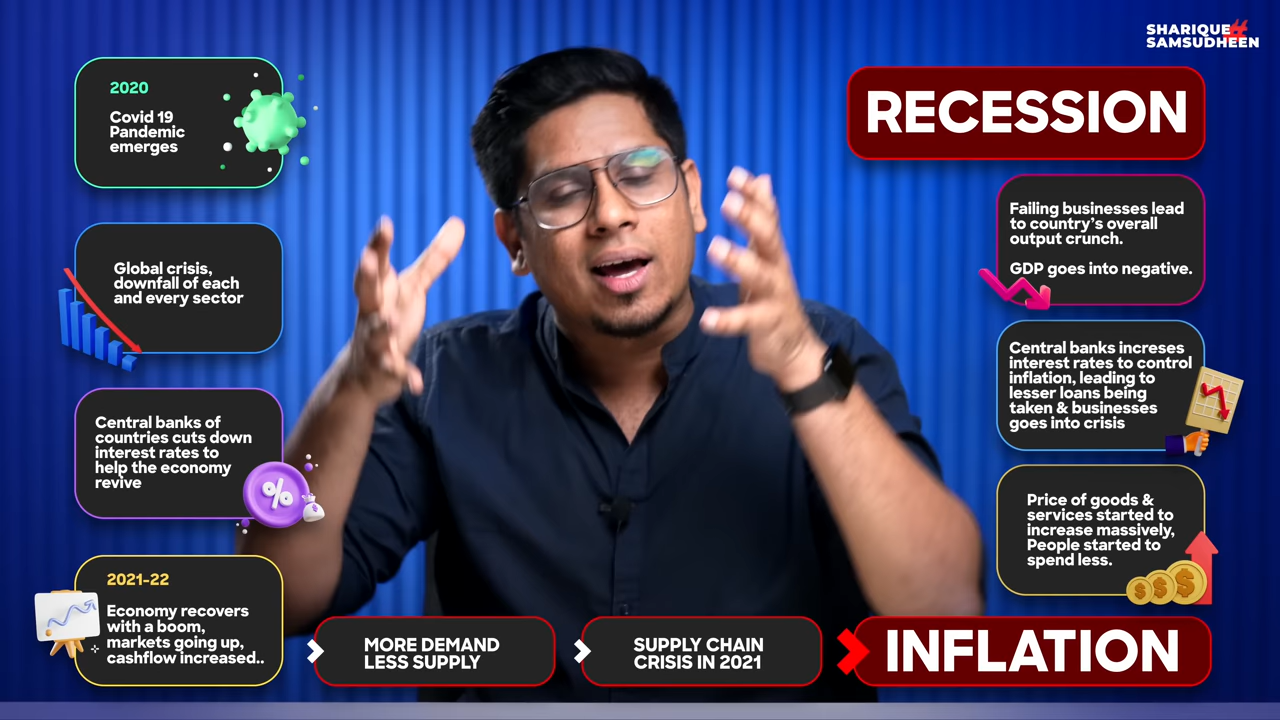 SHARIQUE
SAMSUDHEEN
2020
Covid 19
Pandemic
emerges
Global crisis,
downfall of each
and every sector
Central banks of
countries cuts down
interest rates to
help the economy
revive
2021-22
Economy recovers
with a boom,
markets going up,
cashflow increased..
MORE DEMAND
LESS SUPPLY
SUPPLY CHAIN
CRISIS IN 2021
INFLATION
Price of goods &
services started to
increase massively,
People started to
spend less.
Central banks increses
interest rates to control
inflation, leading to
lesser loans being
taken & businesses
goes into crisis
Failing businesses lead
to country's overall
output crunch.
GDP goes into negative.
RECESSION